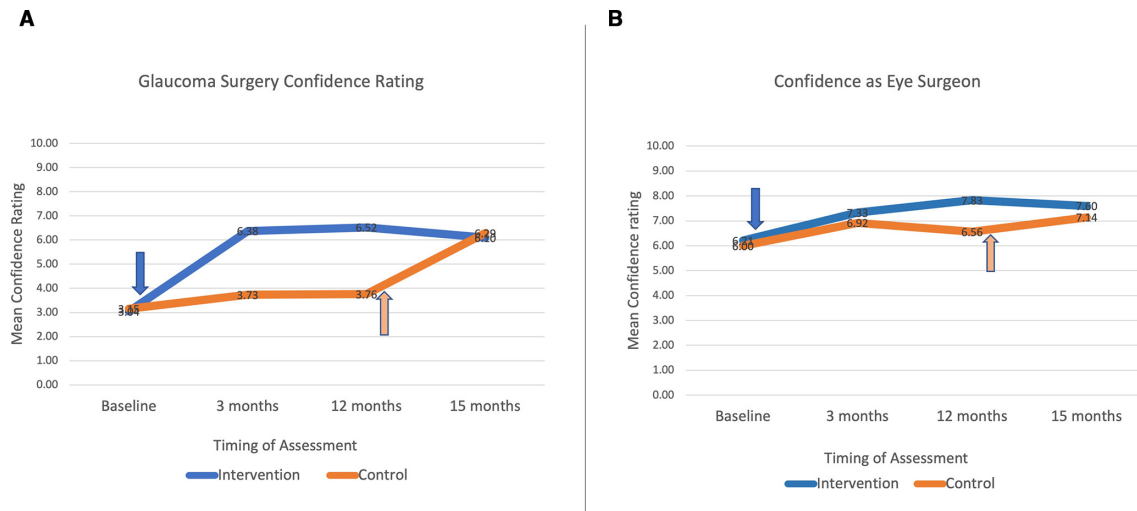 A
Glaucoma Surgery Confidence Rating
Mean Confidence Rating
10.00
9.00
8.00
7.00
6.00
5.00
4.00
3.00
2.00
1.00
0.00
3.04
6.38
6.52
6.29
3.73
3.76
Baseline 3 months 12 months 15 months
Timing of Assessment
Intervention Control
B
Confidence as Eye Surgeon
Mean Confidence rating
10.00
9.00
8.00
7.00
6.00
5.00
4.00
3.00
2.00
1.00
0.00
6.00
7.33
7.83
7.60
6.92
6.56
7.14
Baseline 3 months 12 months 15 months
Timing of Assessment
Intervention Control